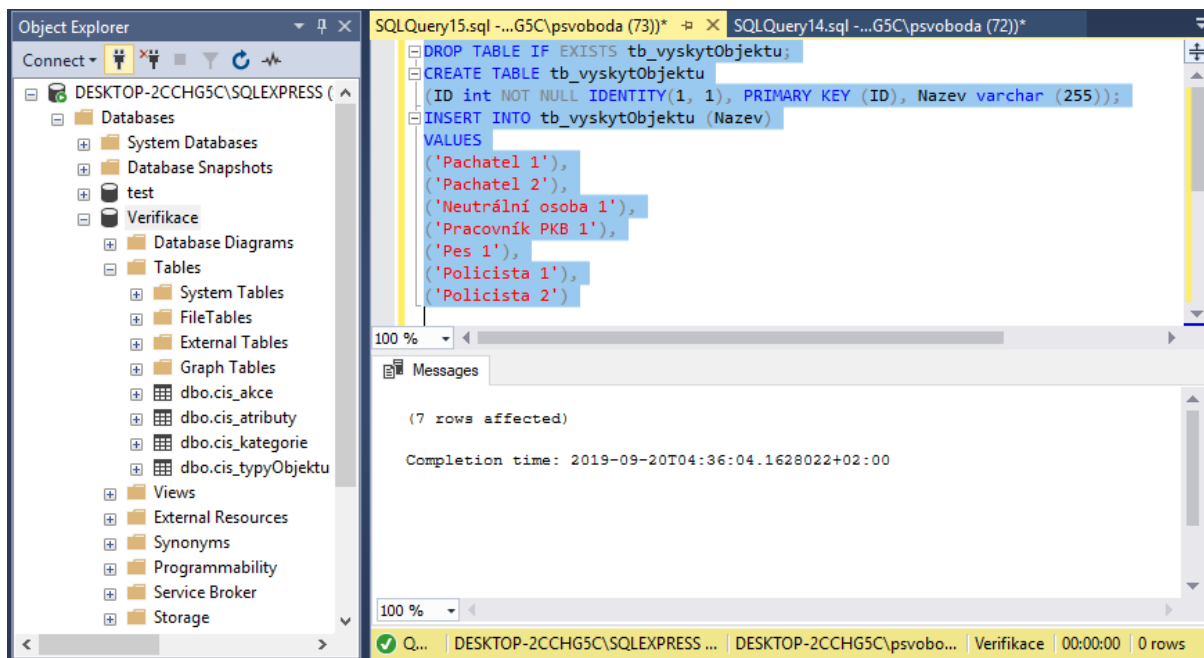 Object Explorer
Connect
DESKTOP-2CCHG5C\SQLEXPRESS (
Databases
System Databases
Database Snapshots
test
Verifikace
Database Diagrams
Tables
System Tables
FileTables
External Tables
Graph Tables
dbo.cis_akce
dbo.cis_atributy
dbo.cis_kategorie
dbo.cis_typyObjektu
Views
External Resources
Synonyms
Programmability
Service Broker
Storage
SQLQuery15.sql -...G5C\psvoboda (73))* SQLQuery14.sql -...G5C\psvoboda (72))*
DROP TABLE IF EXISTS tb_vyskytObjektu;
CREATE TABLE tb_vyskytObjektu
(ID int NOT NULL IDENTITY(1, 1), PRIMARY KEY (ID), Nazev varchar (255));
INSERT INTO tb_vyskytObjektu (Nazev)
VALUES
('Pachatel 1'),
('Pachatel 2'),
('Neutrální osoba 1'),
('Pracovník PKB 1'),
('Pes 1'),
('Policista 1'),
('Policista 2')
100 %
Messages
(7 rows affected)
Completion time: 2019-09-20T04:36:04.1628022+02:00
100 %
Q... DESKTOP-2CCHG5C\SQLEXPRESS ... DESKTOP-2CCHG5C\psvobo... Verifikace 00:00:00 0 rows